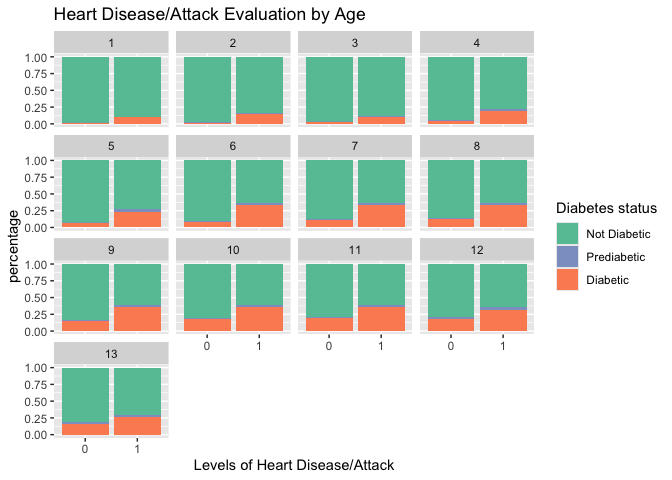 Heart Disease/Attack Evaluation by Age
1 2 3 4
1.00
0.75
0.50
0.25
0.00
5 6 7 8
1.00
0.75
0.50
0.25
0.00
9 10 11 12
1.00
0.75
0.50
0.25
0.00
0 1 0 1 0 1
13
1.00
0.75
0.50
0.25
0.00
0 1
percentage
Levels of Heart Disease/Attack
Diabetes status
Not Diabetic
Prediabetic
Diabetic